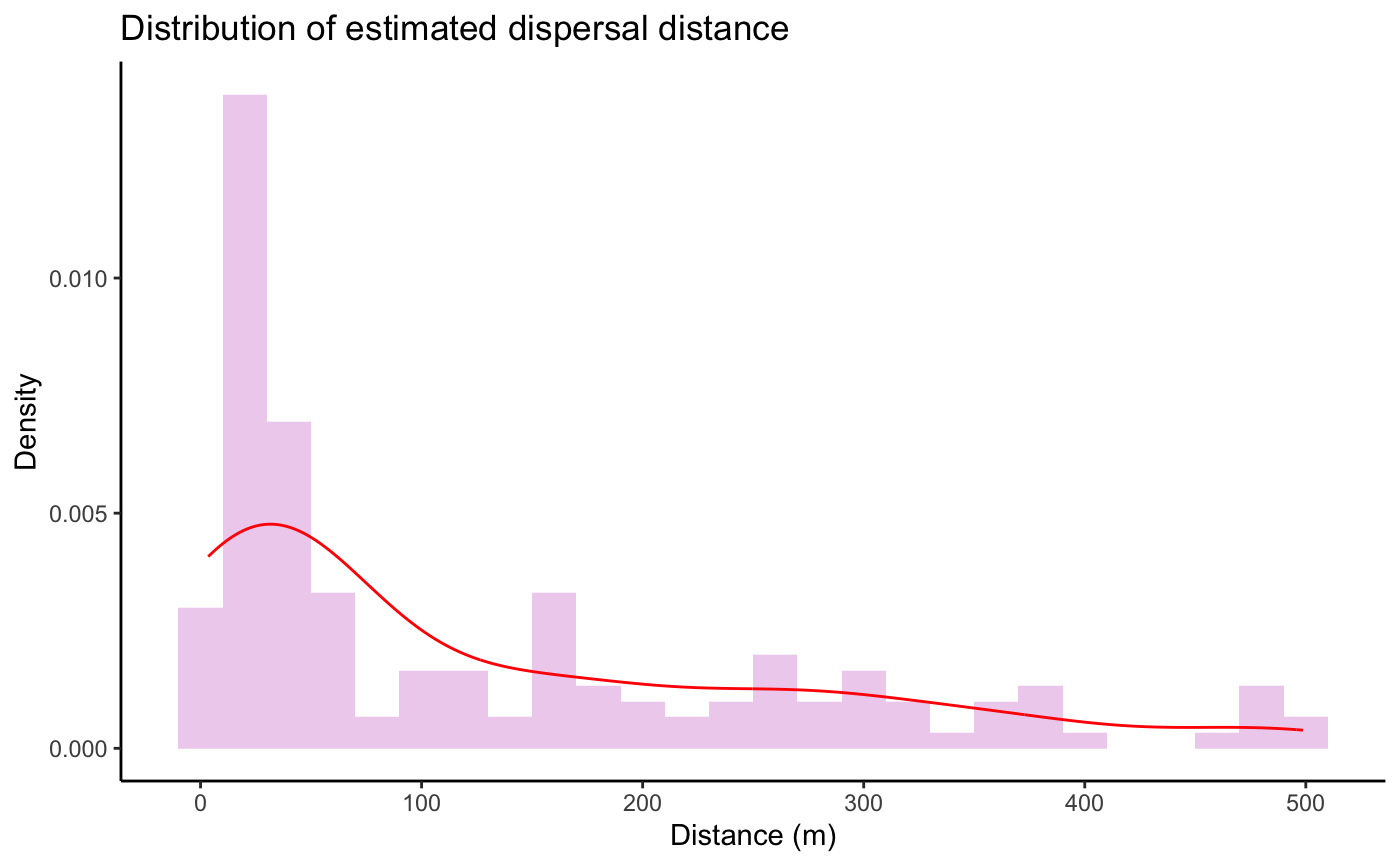 Distribution of estimated dispersal distance
Density
0.010
0.005
0.000
0 100 200 300 400 500
Distance (m)